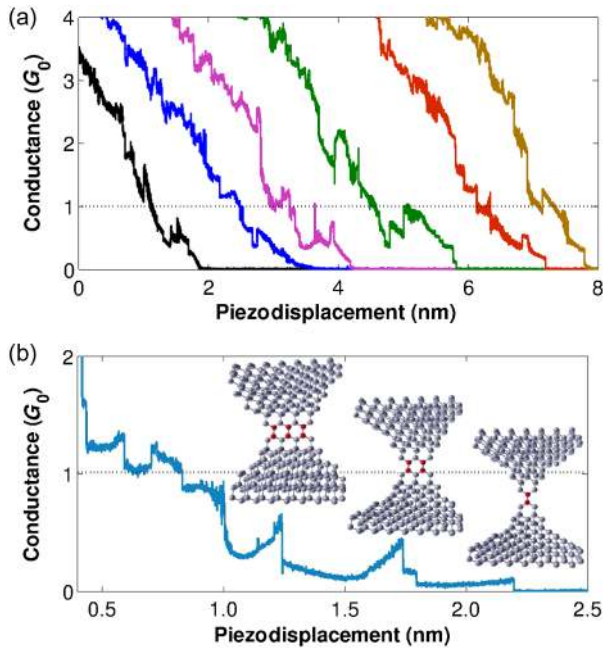 (a)
4
3
2
1
0
Conductance (G0)
0 2 4 6 8
Piezodisplacement (nm)
(b)
2
1
0
Conductance (G0)
0.5 1.0 1.5 2.0 2.5
Piezodisplacement (nm)